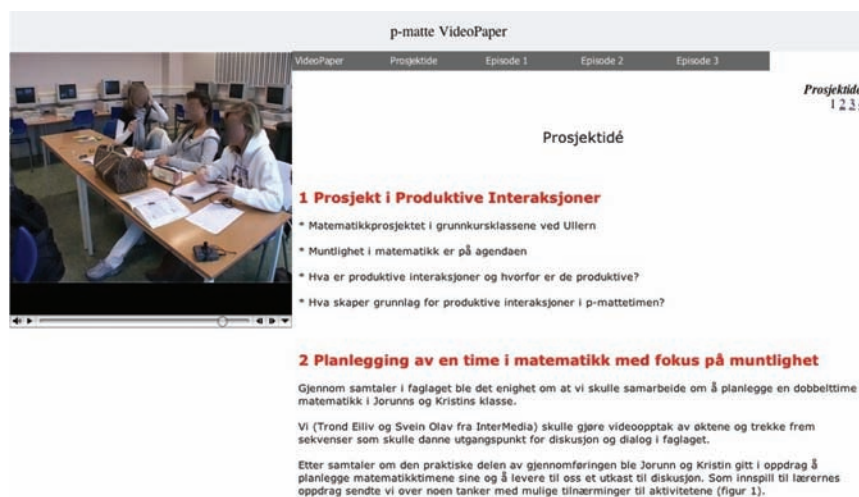 p-matte VideoPaper
VideoPaper Prosjektide Episode 1 Episode 2 Episode 3
Prosjektide
1 2 3
Prosjektidé
1 Prosjekt i Produktive Interaksjoner
* Matematikkprosjektet i grunnkursklassene ved Ullern
* Muntlighet i matematikk er på agendaen
* Hva er produktive interaksjoner og hvorfor er de produktive?
* Hva skaper grunnlag for produktive interaksjoner i p-mattetimen?
2 Planlegging av en time i matematikk med fokus på muntlighet
Gjennom samtaler i faglaget ble det enighet om at vi skulle samarbeide om å planlegge en dobbelttime
matematikk i Jorunns og Kristins klasse.
Vi (Trond Eiliv og Svein Olav fra InterMedia) skulle gjøre videoopptak av øktene og trekke frem
sekvenser som skulle danne utgangspunkt for diskusjon og dialog i faglaget.
Etter samtaler om den praktiske delen av gjennomføringen ble Jorunn og Kristin gitt i oppdrag å
planlegge matematikktimene sine og å levere til oss et utkast til diskusjon. Som innspill til lærernes
oppdrag sendte vi over noen tanker med mulige tilnærminger til aktivitetene (figur 1).